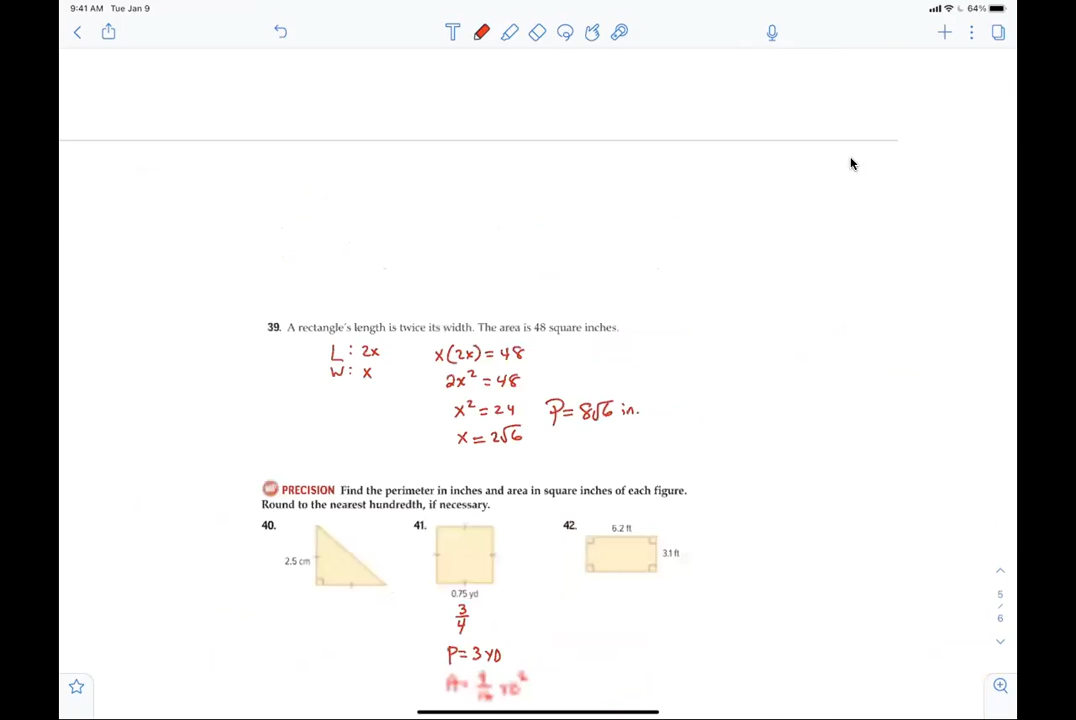 9:41 AM Tue Jan 9
64%
39. A rectangle's length is twice its width. The area is 48 square inches.
L: 2x
W: x
x(2x) = 48
2x² = 48
x² = 24
x = 2√6
P = 8√6 in.
PRECISION Find the perimeter in inches and area in square inches of each figure.
Round to the nearest hundredth, if necessary.
40.
2.5 cm
41.
0.75 yd
3/4
P = 3 YD
42.
6.2 ft
3.1 ft
5
/
6